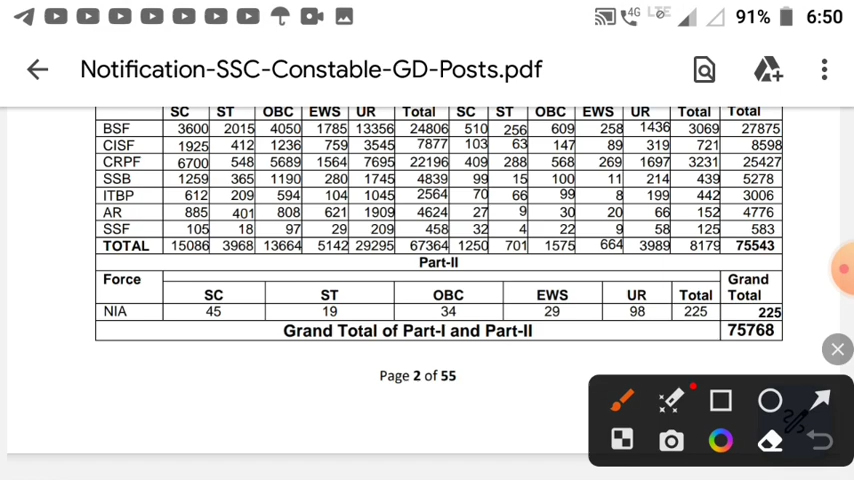 4G LTE 91% 6:50
Notification-SSC-Constable-GD-Posts.pdf
SC ST OBC EWS UR Total SC ST OBC EWS UR Total Total
BSF 3600 2015 4050 1785 13356 24806 510 256 609 258 1436 3069 27875
CISF 1925 412 1236 759 3545 7877 103 63 147 89 319 721 8598
CRPF 6700 548 5689 1564 7695 22196 409 288 568 269 1697 3231 25427
SSB 1259 365 1190 280 1745 4839 99 15 100 11 214 439 5278
ITBP 612 209 594 104 1045 2564 70 66 99 8 199 442 3006
AR 885 401 808 621 1909 4624 27 9 30 20 66 152 4776
SSF 105 18 97 29 209 458 32 4 22 9 58 125 583
TOTAL 15086 3968 13664 5142 29295 67364 1250 701 1575 664 3989 8179 75543
Part-II
Force Grand
SC ST OBC EWS UR Total Total
NIA 45 19 34 29 98 225 225
Grand Total of Part-I and Part-II 75768
Page 2 of 55